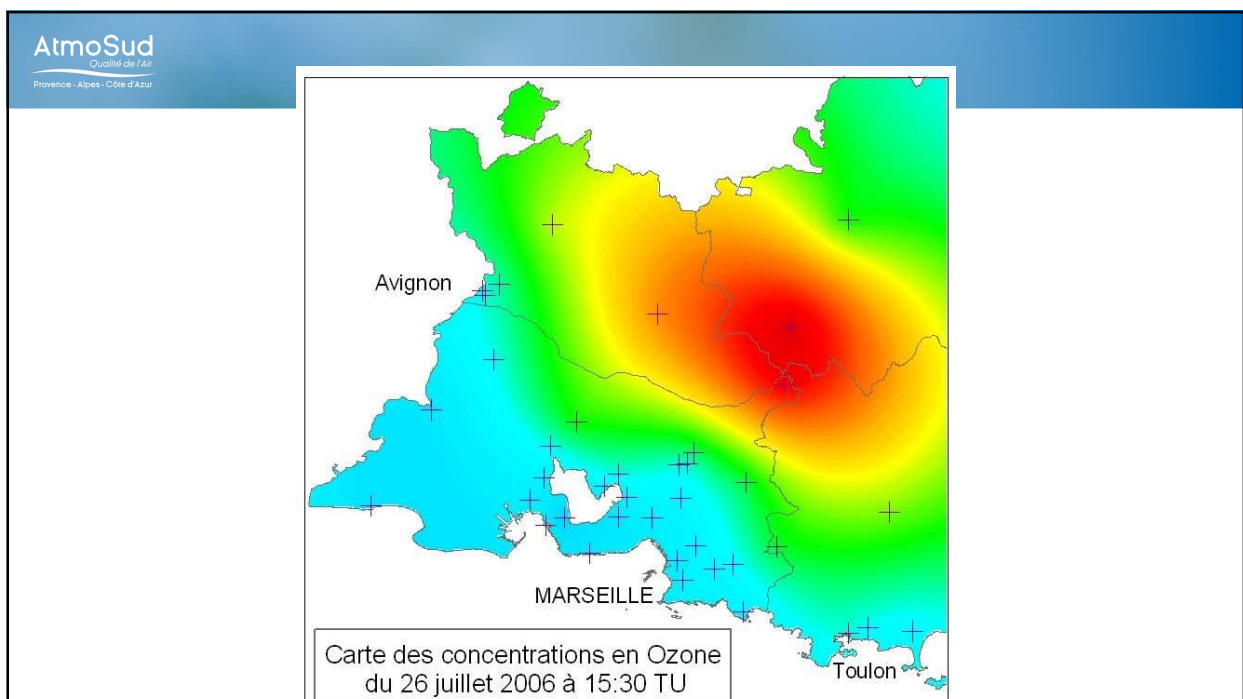 AtmoSud
Qualité de l'Air
Provence - Alpes - Côte d'Azur
Avignon
MARSEILLE
Toulon
Carte des concentrations en Ozone
du 26 juillet 2006 à 15:30 TU